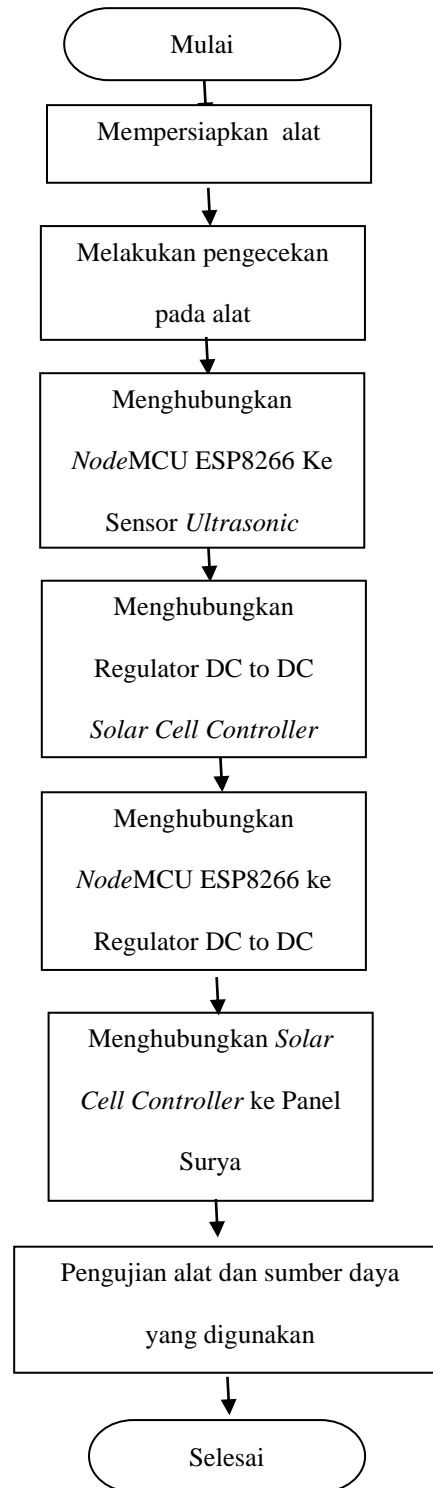 Mulai
Mempersiapkan alat
Melakukan pengecekan
pada alat
Menghubungkan
NodeMCU ESP8266 Ke
Sensor Ultrasonic
Menghubungkan
Regulator DC to DC
Solar Cell Controller
Menghubungkan
NodeMCU ESP8266 ke
Regulator DC to DC
Menghubungkan Solar
Cell Controller ke Panel
Surya
Pengujian alat dan sumber daya
yang digunakan
Selesai